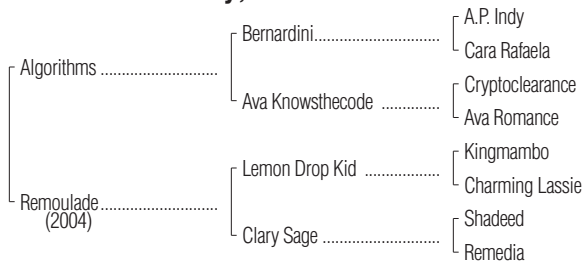 A.P. Indy
Bernardini
Cara Rafaela
Algorithms
Cryptoclearance
Ava Knowsthecode
Ava Romance
Kingmambo
Lemon Drop Kid
Charming Lassie
Remoulade
(2004)
Shadeed
Clary Sage
Remedia